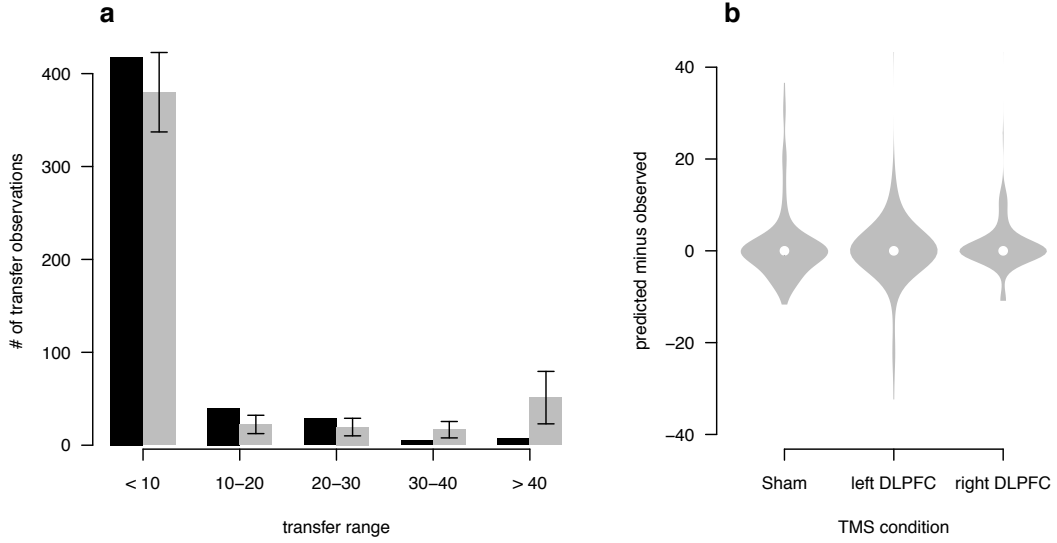 a
# of transfer observations
400
300
200
100
0
< 10
10−20
20−30
30−40
> 40
transfer range
b
predicted minus observed
40
20
0
−20
−40
Sham
left DLPFC
right DLPFC
TMS condition